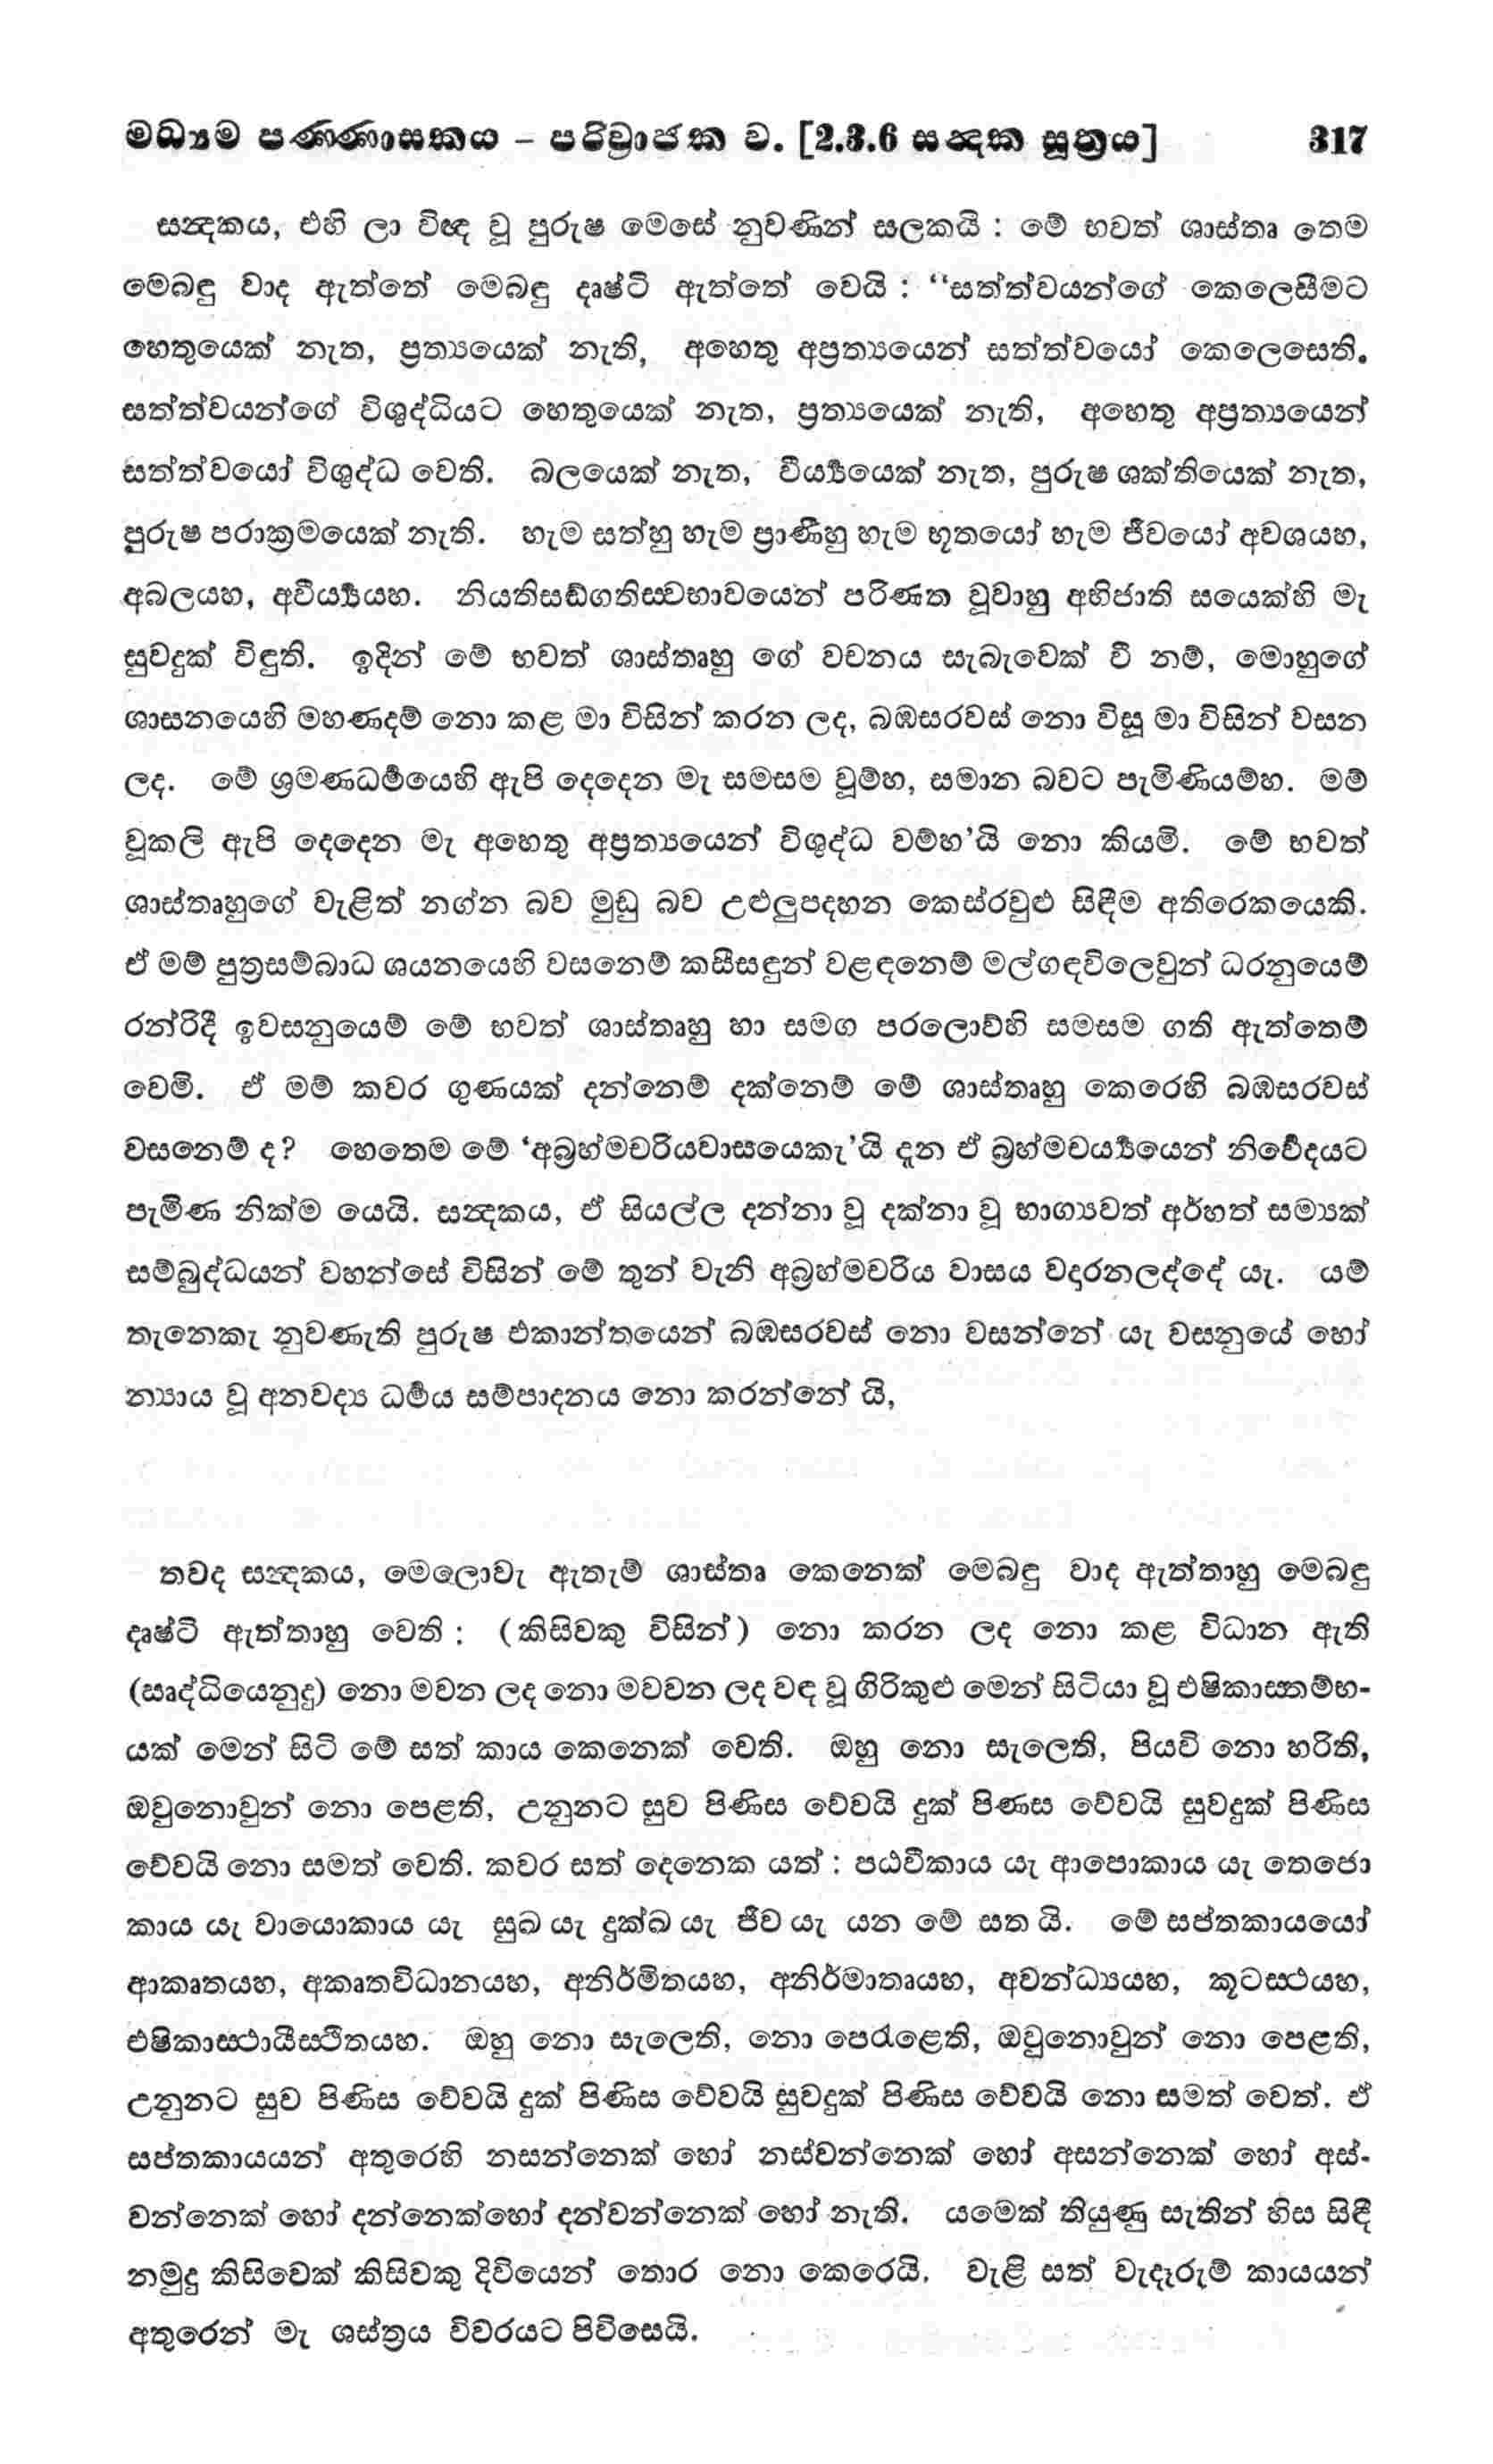 මධ්‍යම පණ්ණාසකය – පරිව්‍රාජක ව. [2.3.6 සන්‍දක සූත්‍රය] 317
සන්‍දකය, එහි ලා විඥ වූ පුරුෂ මෙසේ නුවණින් සලකයි : මේ භවත් ශාස්තෘ තෙම
මෙබඳු වාද ඇත්තේ මෙබඳු දෘෂ්ටි ඇත්තේ වෙයි : “සත්ත්වයන්ගේ කෙලෙසීමට
හෙතුයෙක් නැත, ප්‍රත්‍යයෙක් නැති, අහෙතු අප්‍රත්‍යයෙන් සත්ත්වයෝ කෙලෙසෙති.
සත්ත්වයන්ගේ විශුද්ධියට හෙතුයෙක් නැත, ප්‍රත්‍යයෙක් නැති, අහෙතු අප්‍රත්‍යයෙන්
සත්ත්වයෝ විශුද්ධ වෙති. බලයෙක් නැත, වීර්‍ය්‍යයෙක් නැත, පුරුෂ ශක්තියෙක් නැත,
පුරුෂ පරාක්‍රමයෙක් නැති. හැම සත්හු හැම ප්‍රාණීහු හැම භූතයෝ හැම ජීවයෝ අවශයහ,
අබලයහ, අවීර්‍ය්‍යයහ. නියතිසඞ්ගතිස්‍වභාවයෙන් පරිණත වූවාහු අභිජාති සයෙක්හි මැ
සුවදුක් විඳුති. ඉදින් මේ භවත් ශාස්තෘහු ගේ වචනය සැබැවෙක් වී නම්, මොහුගේ
ශාසනයෙහි මහණදම් නො කළ මා විසින් කරන ලද, බඹසරවස් නො විසූ මා විසින් වසන
ලද. මේ ශ්‍රමණධර්‍මයෙහි ඇපි දෙදෙන මැ සමසම වූම්හ, සමාන බවට පැමිණියම්හ. මම්
වූකලි ඇපි දෙදෙන මැ අහෙතු අප්‍රත්‍යයෙන් විශුද්ධ වම්හ’යි නො කියමි. මේ භවත්
ශාස්තෘහුගේ වැළිත් නග්න බව මුඩු බව උළුලුපදහන කෙස්රවුළු සිඳීම අතිරෙකයෙකි.
ඒ මම් පුත්‍රසම්බාධ ශයනයෙහි වසනෙම් කසීසඳුන් වළඳනෙම් මල්ගඳවිලෙවුන් ධරනුයෙම්
රන්රිදී ඉවසනුයෙම් මේ භවත් ශාස්තෘහු හා සමග පරලොව්හි සමසම ගති ඇත්තෙම්
වෙමි. ඒ මම් කවර ගුණයක් දන්නෙම් දක්නෙම් මේ ශාස්තෘහු කෙරෙහි බඹසරවස්
වසනෙම් ද? හෙතෙම මේ ‘අබ්‍රහ්මචරියවාසයෙකැ’යි දැන ඒ බ්‍රහ්මචර්‍ය්‍යයෙන් නිර්‍වේදයට
පැමිණ නික්ම යෙයි. සන්‍දකය, ඒ සියල්ල දන්නා වූ දක්නා වූ භාග්‍යවත් අර්හත් සම්‍යක්
සම්බුද්ධයන් වහන්සේ විසින් මේ තුන් වැනි අබ්‍රහ්මචරිය වාසය වදාරනලද්දේ යැ. යම්
තැනෙකැ නුවණැති පුරුෂ එකාන්තයෙන් බඹසරවස් නො වසන්නේ යැ වසනුයේ හෝ
න්‍යාය වූ අනවද්‍ය ධර්‍මය සම්පාදනය නො කරන්නේ යි,
තවද සන්‍දකය, මෙලොවැ ඇතැම් ශාස්තෘ කෙනෙක් මෙබඳු වාද ඇත්තාහු මෙබඳු
දෘෂ්ටි ඇත්තාහු වෙති : (කිසිවකු විසින්) නො කරන ලද නො කළ විධාන ඇති
(සෘද්ධියෙනුදු) නො මවන ලද නො මවවන ලද වඳ වූ ගිරිකුළු මෙන් සිටියා වූ එෂිකාස්‍තම්භ-
යක් මෙන් සිටි මේ සත් කාය කෙනෙක් වෙති. ඔහු නො සැලෙති, පියවි නො හරිති,
ඔවුනොවුන් නො පෙළති, උනුනට සුව පිණිස වේවයි දුක් පිණස වේවයි සුවදුක් පිණිස
වේවයි නො සමත් වෙති. කවර සත් දෙනෙක යත් : පඨවීකාය යැ ආපොකාය යැ තෙජො
කාය යැ වායොකාය යැ සුඛ යැ දුක්ඛ යැ ජීව යැ යන මේ සත යි. මේ සප්තකායයෝ
ආකෘතයහ, අකෘතවිධානයහ, අනිර්මිතයහ, අනිර්මාතෘයහ, අවන්ධ්‍යයහ, කූටස්‍ථයහ,
එෂිකාස්‍ථායීස්‍ථිතයහ. ඔහු නො සැලෙති, නො පෙරැළෙති, ඔවුනොවුන් නො පෙළති,
උනුනට සුව පිණිස වේවයි දුක් පිණිස වේවයි සුවදුක් පිණිස වේවයි නො සමත් වෙත්. ඒ
සප්තකායයන් අතුරෙහි නසන්නෙක් හෝ නස්වන්නෙක් හෝ අසන්නෙක් හෝ අස්-
වන්නෙක් හෝ දන්නෙක්හෝ දන්වන්නෙක් හෝ නැති. යමෙක් තියුණු සැතින් හිස සිඳී
නමුදු කිසිවෙක් කිසිවකු දිවියෙන් තොර නො කෙරෙයි. වැළි සත් වැදෑරුම් කායයන්
අතුරෙන් මැ ශස්ත්‍රය විවරයට පිවිසෙයි.